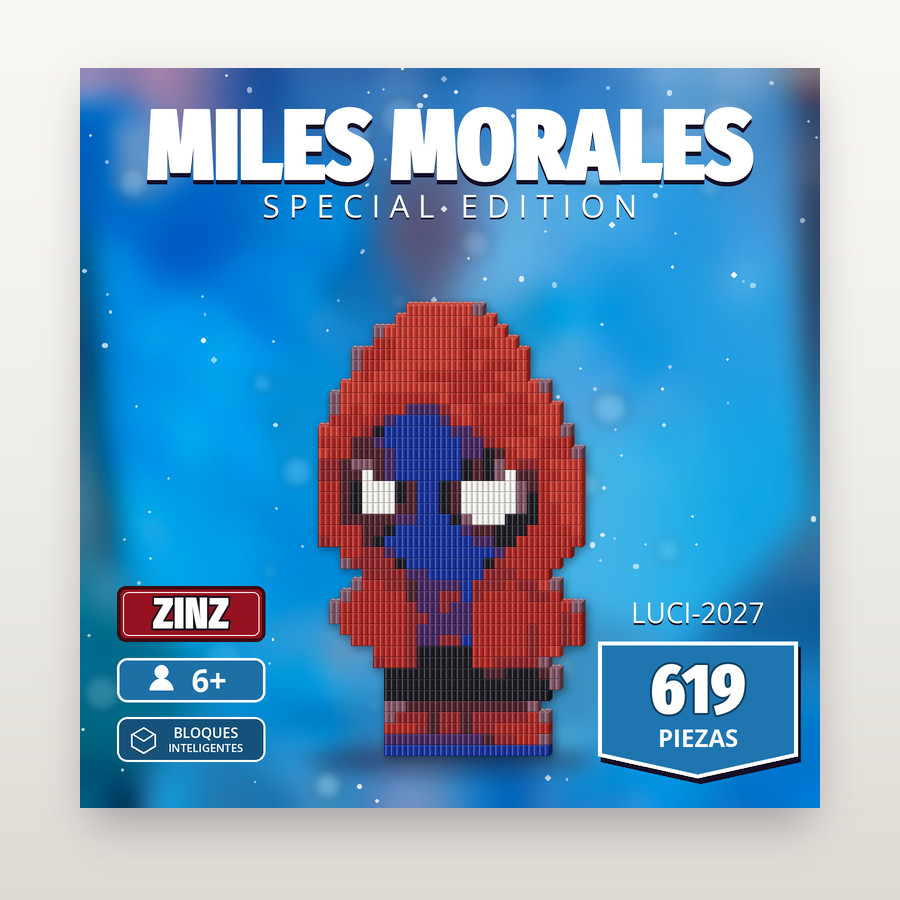 MILES MORALES
SPECIAL EDITION
ZINZ
6+
BLOQUES
INTELIGENTES
LUCI-2027
619
PIEZAS